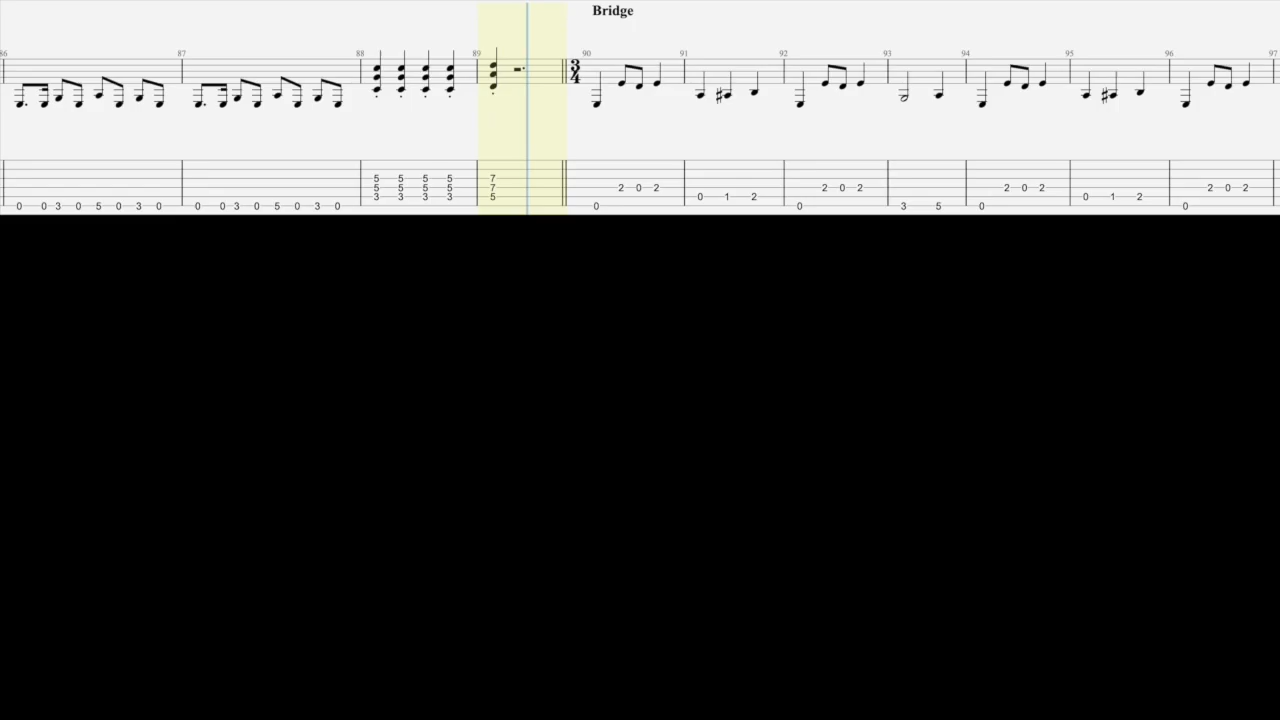 Bridge
86 87 88 89 90 91 92 93 94 95 96 97
3
4
5 5 5 5 7
5 5 5 5 7 2 0 2 2 0 2 2 0 2 2 0 2
3 3 3 3 5 0 1 2 0 1 2
0 0 3 0 5 0 3 0 0 0 3 0 5 0 3 0 0 0 3 5 0 0